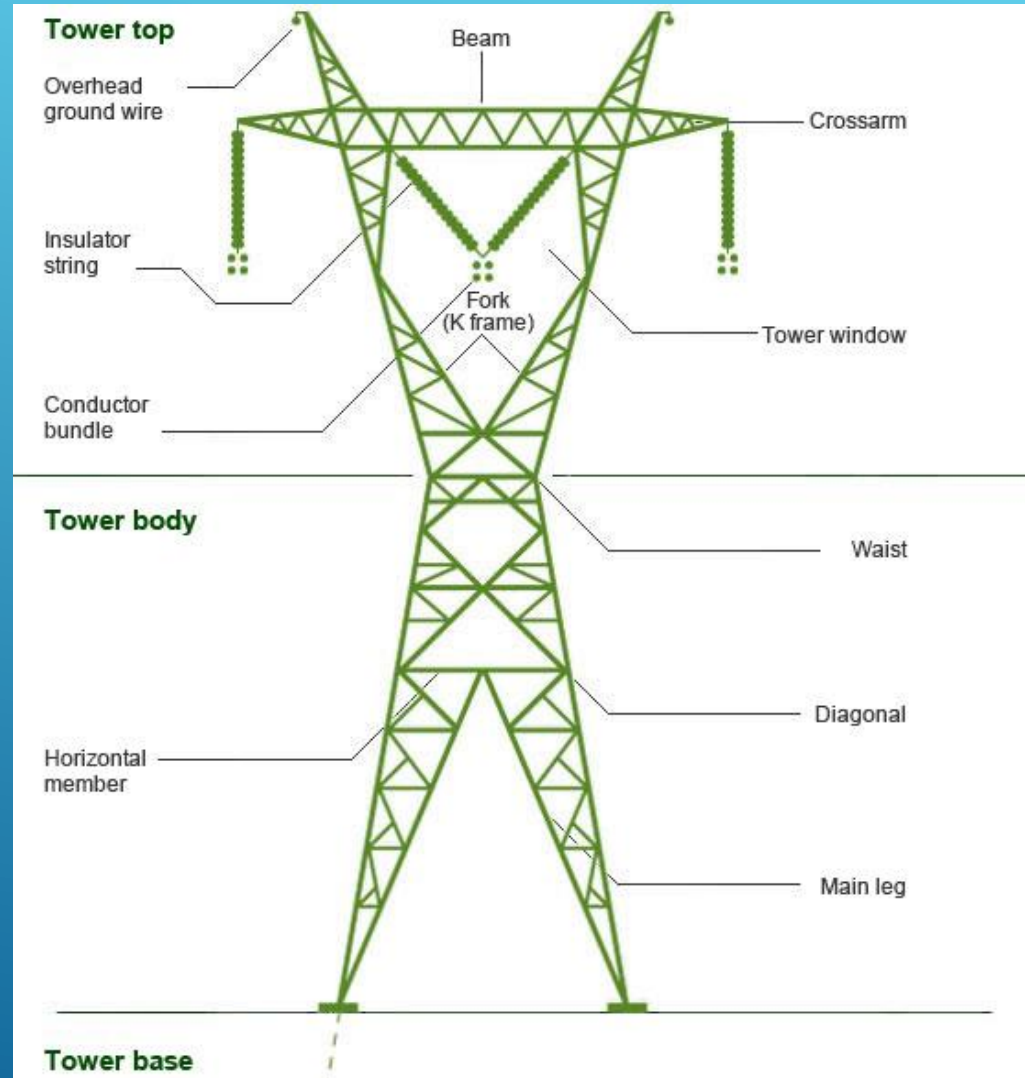 Tower top
Beam
Overhead
ground wire
Crossarm
Insulator
string
Fork
(K frame)
Tower window
Conductor
bundle
Tower body
Waist
Diagonal
Horizontal
member
Main leg
Tower base